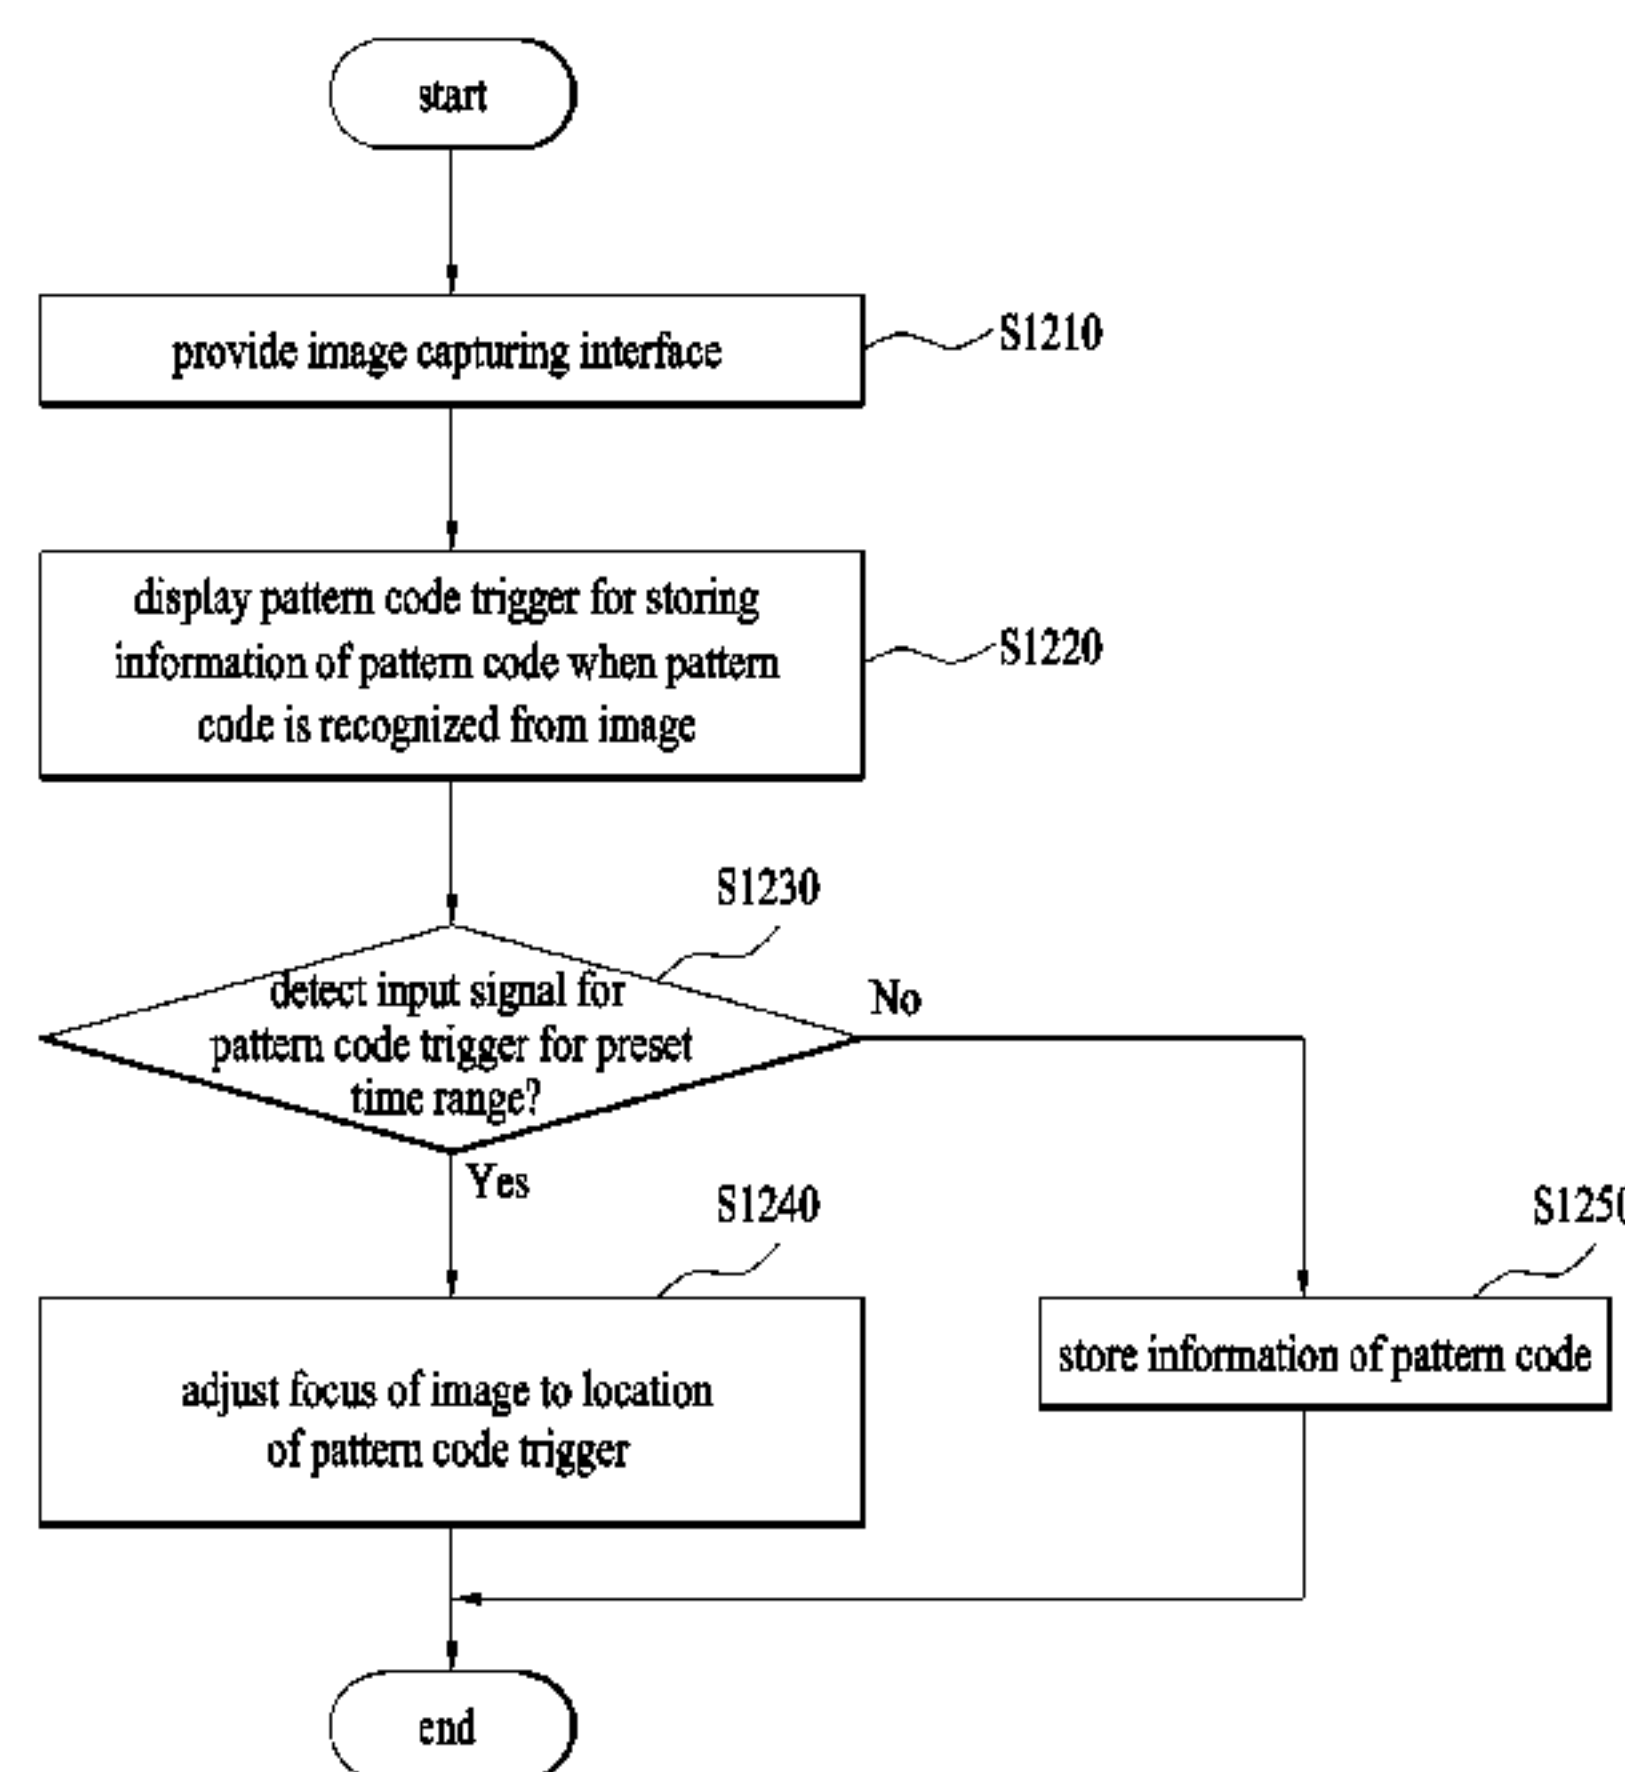 start
provide image capturing interface
S1210
display pattern code trigger for storing
information of pattern code when pattern
code is recognized from image
S1220
S1230
detect input signal for
pattern code trigger for preset
time range?
No
Yes
S1240
adjust focus of image to location
of pattern code trigger
S1250
store information of pattern code
end